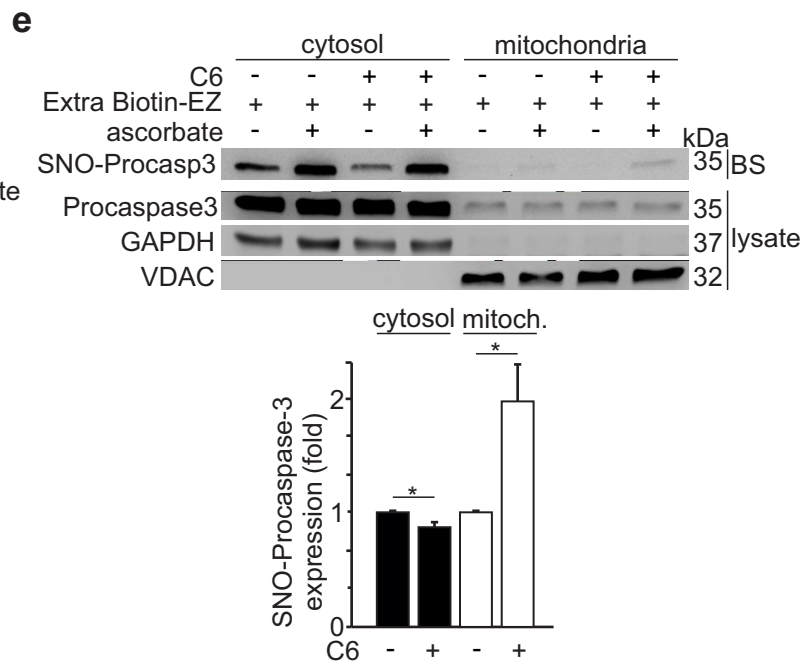 e
cytosol mitochondria
C6 - - + + - - + +
Extra Biotin-EZ + + + + + + + +
ascorbate - + - + - + - +
kDa
SNO-Procasp3 35 BS
te
Procaspase3 35
GAPDH 37 lysate
VDAC 32
cytosol mitoch.
* *
SNO-Procaspase-3
expression (fold)
2
1
0
C6 - + - +